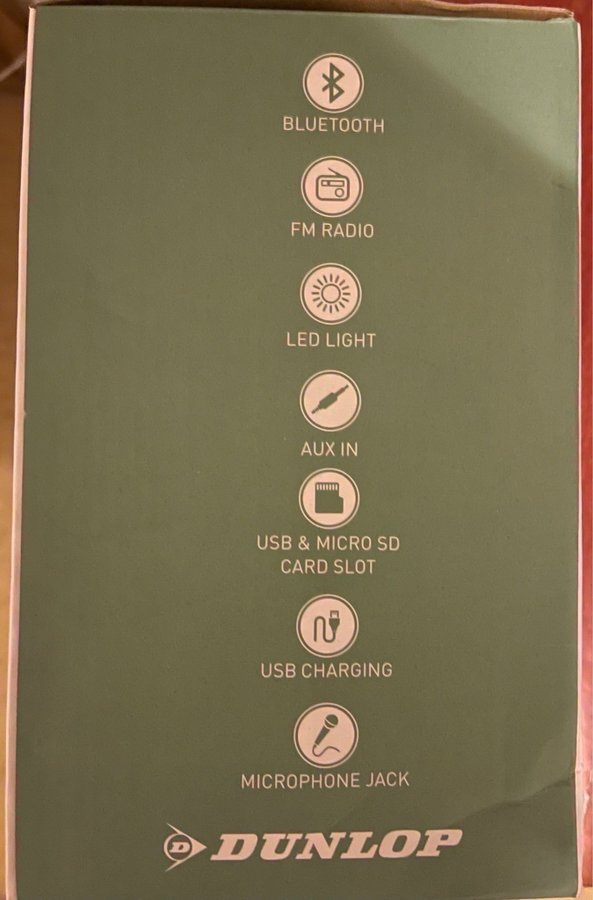 BLUETOOTH
FM RADIO
LED LIGHT
AUX IN
USB & MICRO SD
CARD SLOT
USB CHARGING
MICROPHONE JACK
D DUNLOP